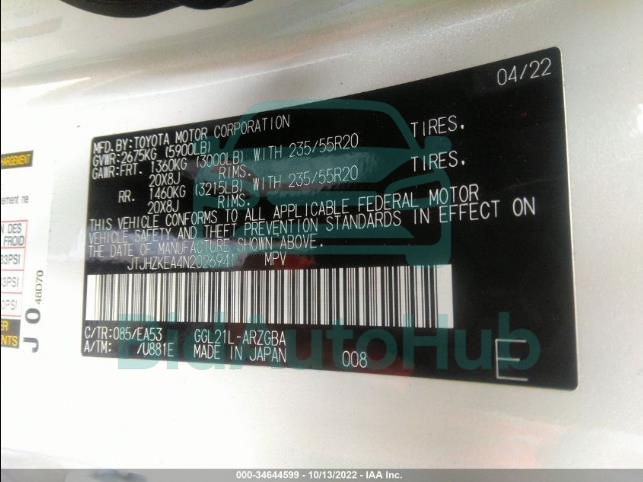 04/22
MFD.BY:TOYOTA MOTOR CORPORATION
GVWR:2675KG (5900LB)
GAWR:FRT. 1360KG (3000LB) WITH 235/55R20 TIRES,
20X8J RIMS.
RR. 1460KG (3215LB) WITH 235/55R20 TIRES,
20X8J RIMS.
THIS VEHICLE CONFORMS TO ALL APPLICABLE FEDERAL MOTOR
VEHICLE SAFETY AND THEFT PREVENTION STANDARDS IN EFFECT ON
THE DATE OF MANUFACTURE SHOWN ABOVE.
MPV
C/TR:085/EA53 GGL21L-ARZGBA
A/TM: /U881E MADE IN JAPAN 008
E
BidAutoHub
FROID
PSI
J O 48D70
000-34644599 | 10/13/2022 | IAA Inc.